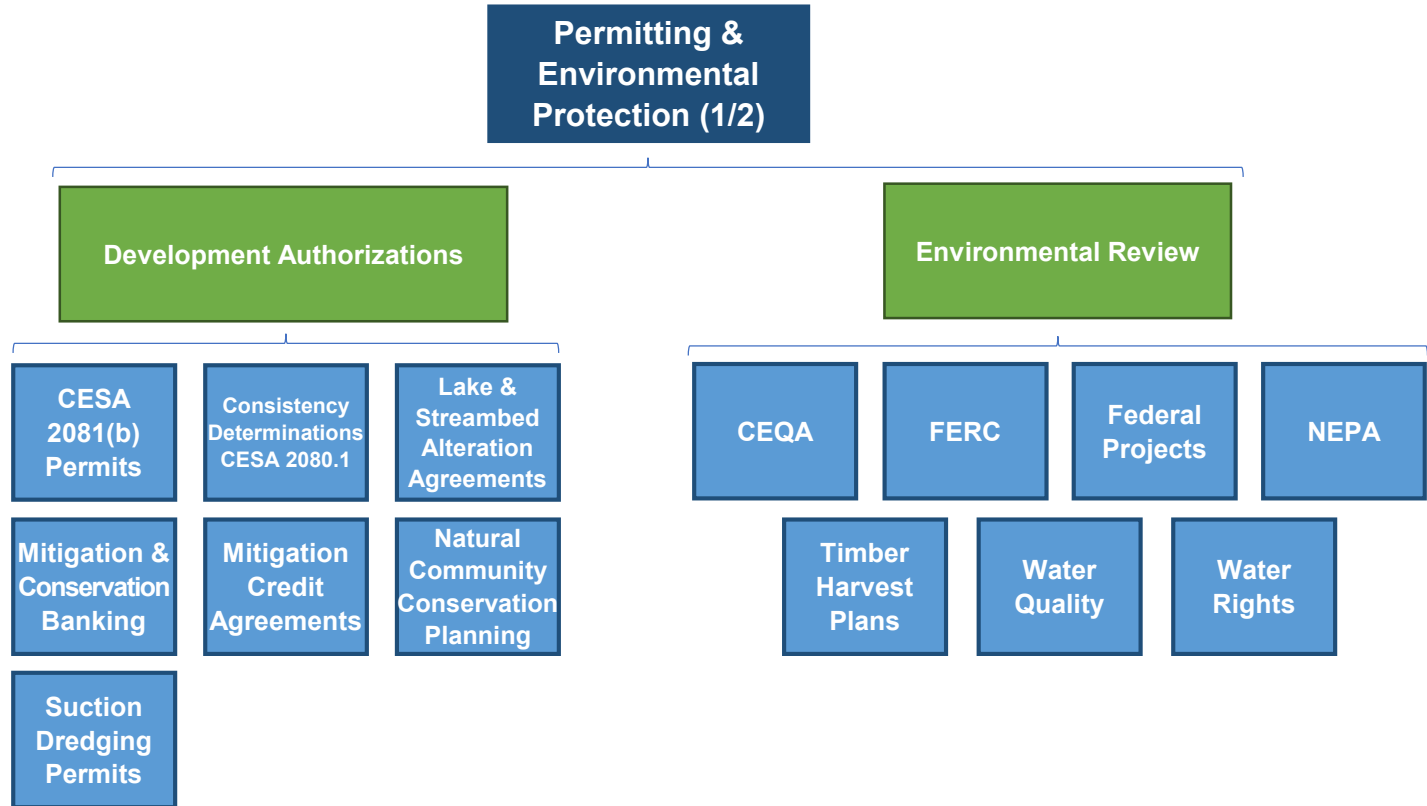 Permitting &
Environmental
Protection (1/2)
Development Authorizations
Environmental Review
CESA
2081(b)
Permits
Consistency
Determinations
CESA 2080.1
Lake &
Streambed
Alteration
Agreements
CEQA
FERC
Federal
Projects
NEPA
Mitigation &
Conservation
Banking
Mitigation
Credit
Agreements
Natural
Community
Conservation
Planning
Timber
Harvest
Plans
Water
Quality
Water
Rights
Suction
Dredging
Permits